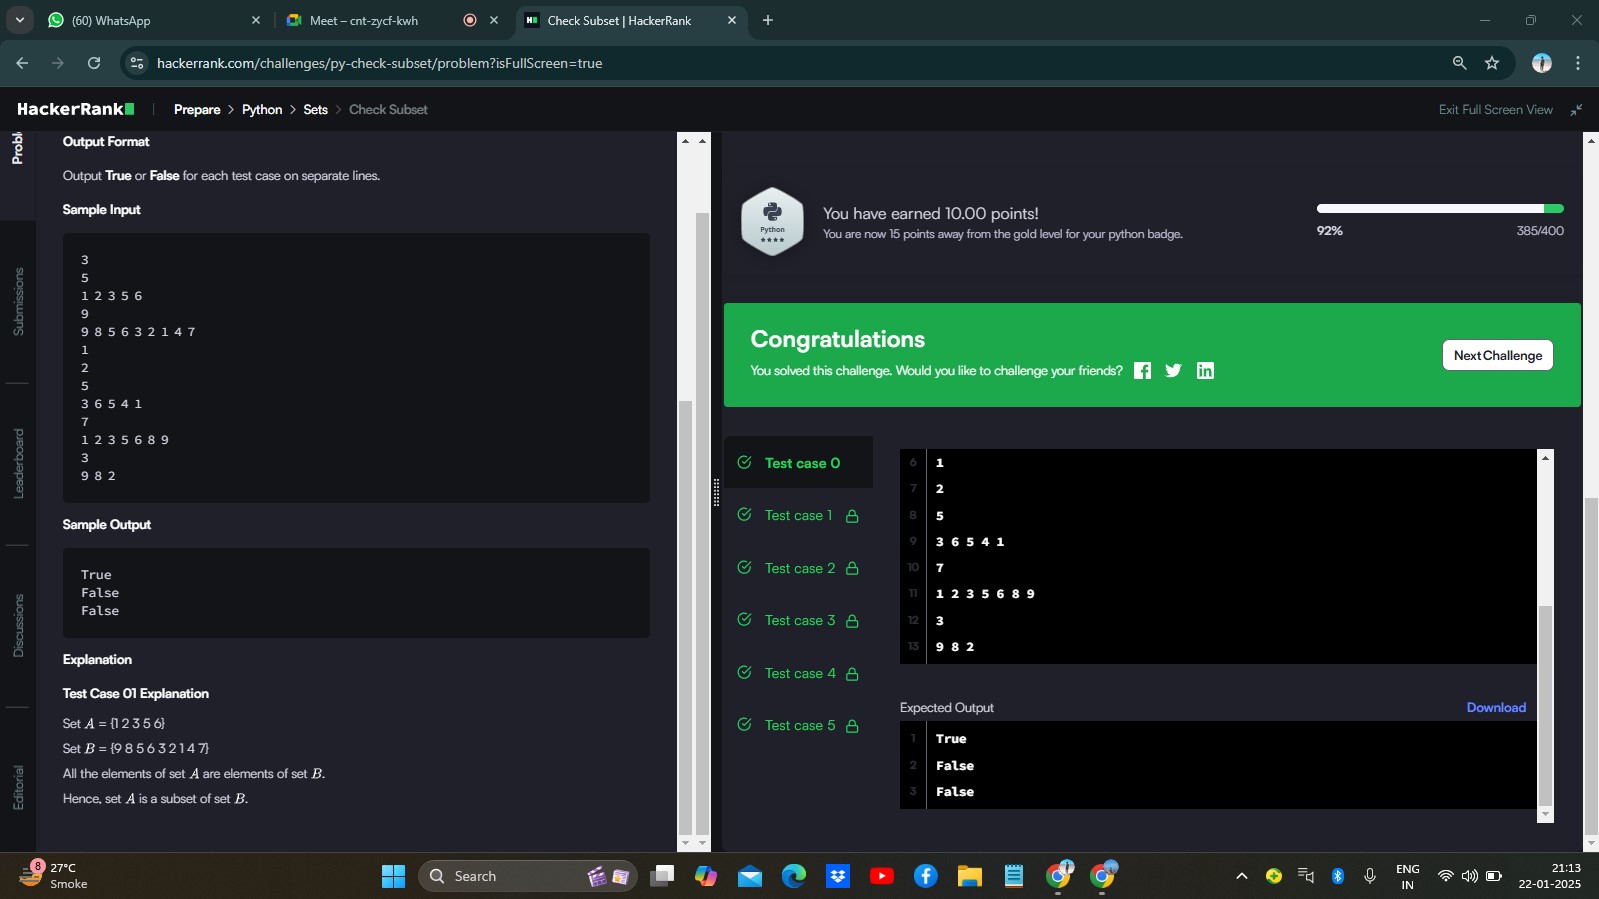 (60) WhatsApp
Meet – cnt-zycf-kwh
Check Subset | HackerRank
hackerrank.com/challenges/py-check-subset/problem?isFullScreen=true
HackerRank
Prepare > Python > Sets > Check Subset
Exit Full Screen View
Submissions
Leaderboard
Discussions
Editorial
Output Format
Output True or False for each test case on separate lines.
Sample Input
3
5
1 2 3 5 6
9
9 8 5 6 3 2 1 4 7
1
2
5
3 6 5 4 1
7
1 2 3 5 6 8 9
3
9 8 2
Sample Output
True
False
False
Explanation
Test Case 01 Explanation
Set A = {1 2 3 5 6}
Set B = {9 8 5 6 3 2 1 4 7}
All the elements of set A are elements of set B.
Hence, set A is a subset of set B.
Python
You have earned 10.00 points!
You are now 15 points away from the gold level for your python badge.
92%
385/400
Congratulations
You solved this challenge. Would you like to challenge your friends?
Next Challenge
Test case 0
Test case 1
Test case 2
Test case 3
Test case 4
Test case 5
6 1
7 2
8 5
9 3 6 5 4 1
10 7
11 1 2 3 5 6 8 9
12 3
13 9 8 2
Expected Output
Download
1 True
2 False
3 False
8
27°C
Smoke
Search
ENG
IN
21:13
22-01-2025